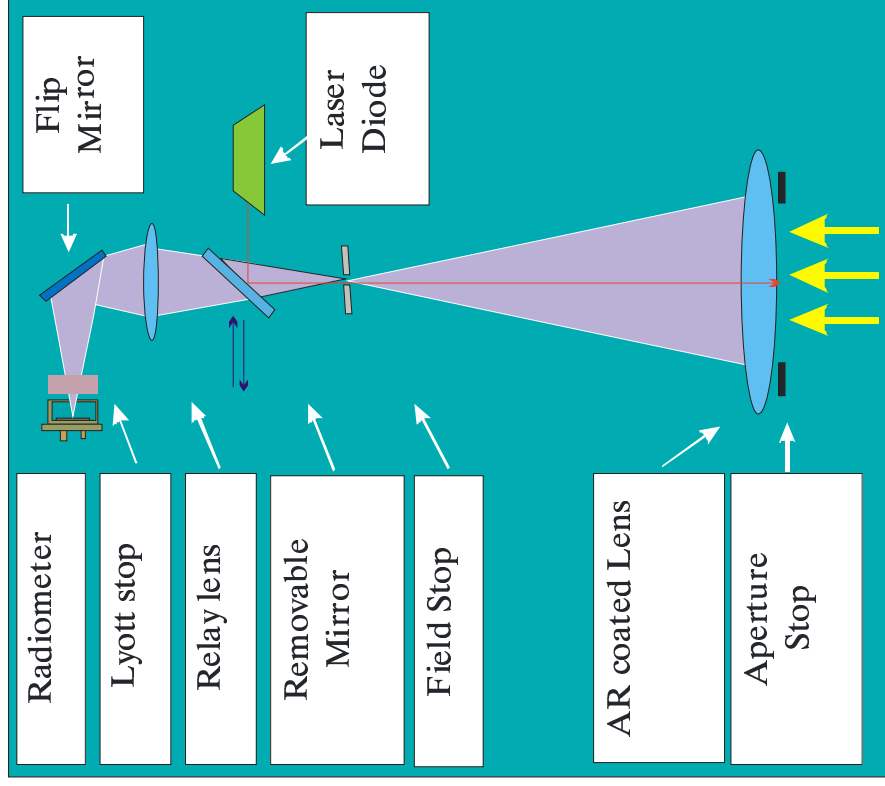 Flip
Mirror
Laser
Diode
Radiometer
Lyott stop
Relay lens
Removable
Mirror
Field Stop
AR coated Lens
Aperture
Stop